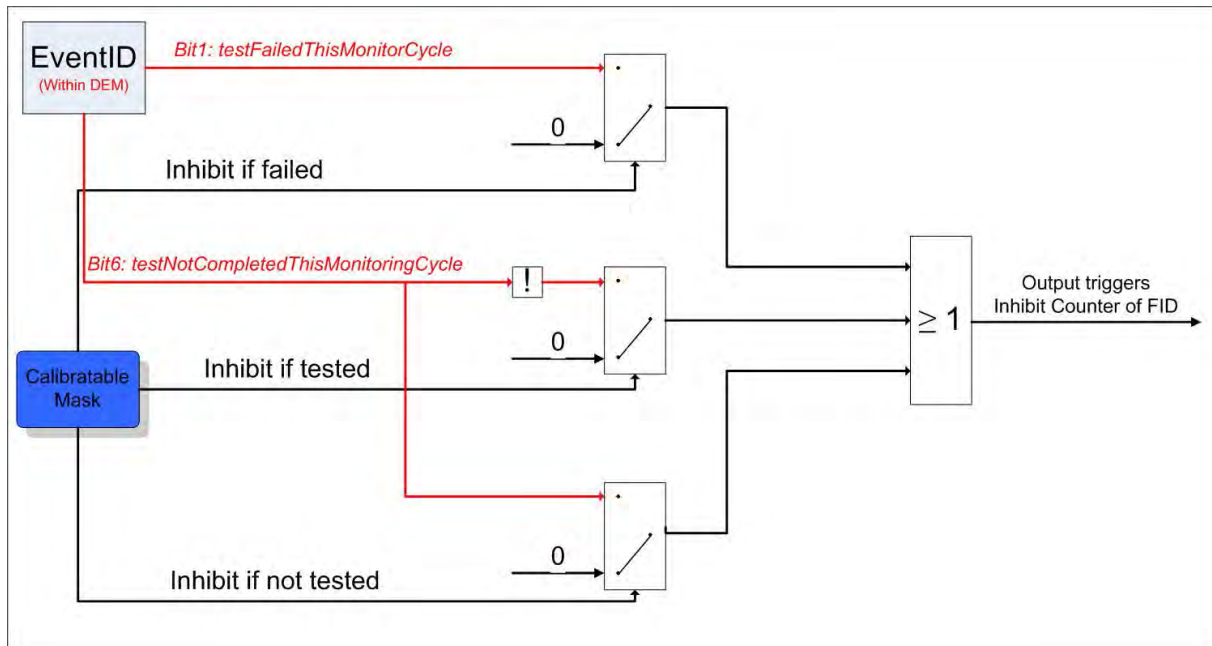 EventID
(Within DEM)
Bit1: testFailedThisMonitorCycle
0
Inhibit if failed
Bit6: testNotCompletedThisMonitoringCycle
!
0
Inhibit if tested
Calibratable
Mask
≥ 1
Output triggers
Inhibit Counter of FID
0
Inhibit if not tested